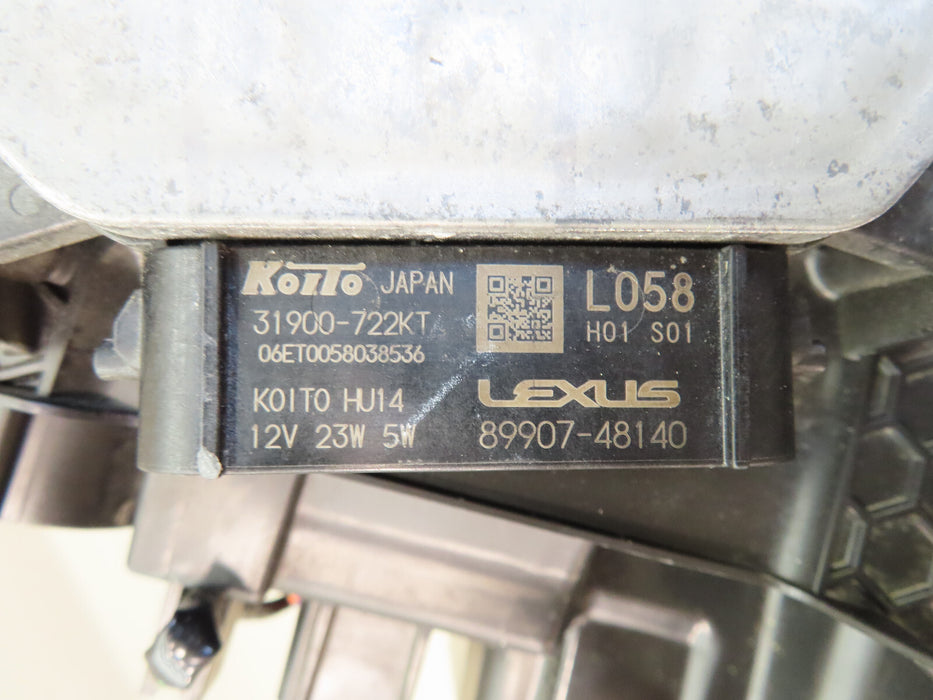 KOITO JAPAN
31900-722KT
06ET0058038536
KOITO HU14
12V 23W 5W
L058
H01 S01
LEXUS
89907-48140